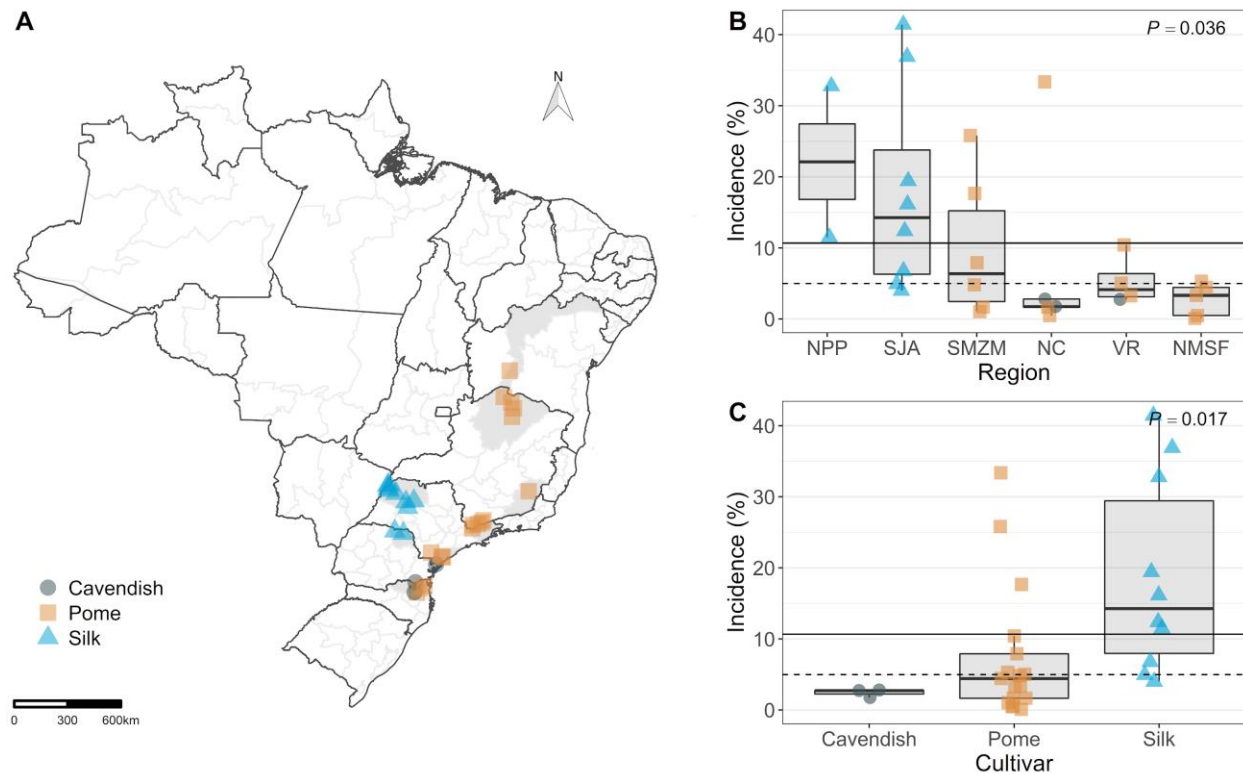 A
N
Cavendish
Pome
Silk
0 300 600km
B
P = 0.036
Incidence (%)
40
30
20
10
0
NPP SJA SMZM NC VR NMSF
Region
C
P = 0.017
Incidence (%)
40
30
20
10
0
Cavendish Pome Silk
Cultivar